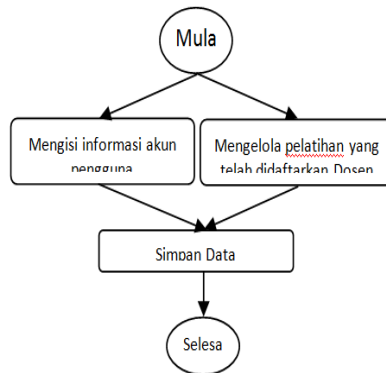 Mula
Mengisi informasi akun
pengguna
Mengelola pelatihan yang
telah didaftarkan Dosen
Simpan Data
Selesa